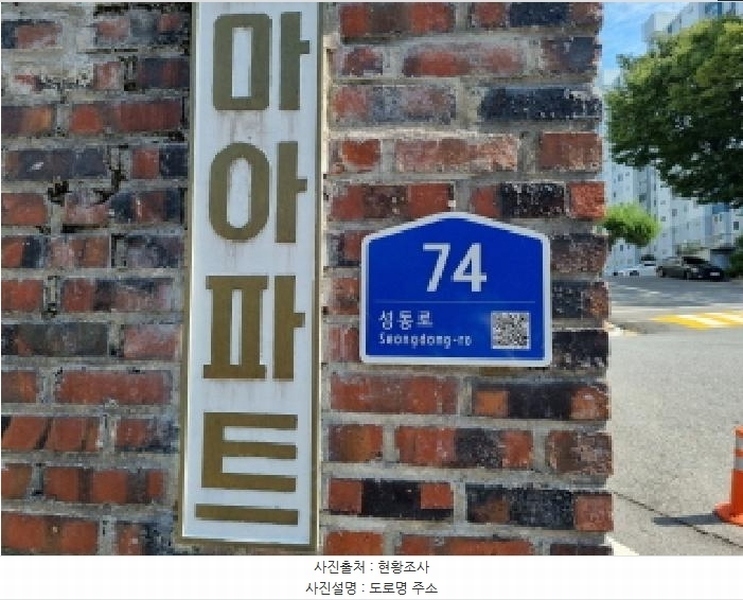 마아파트
74
성동로
Seongdong-ro
사진출처 : 현황조사
사진설명 : 도로명 주소